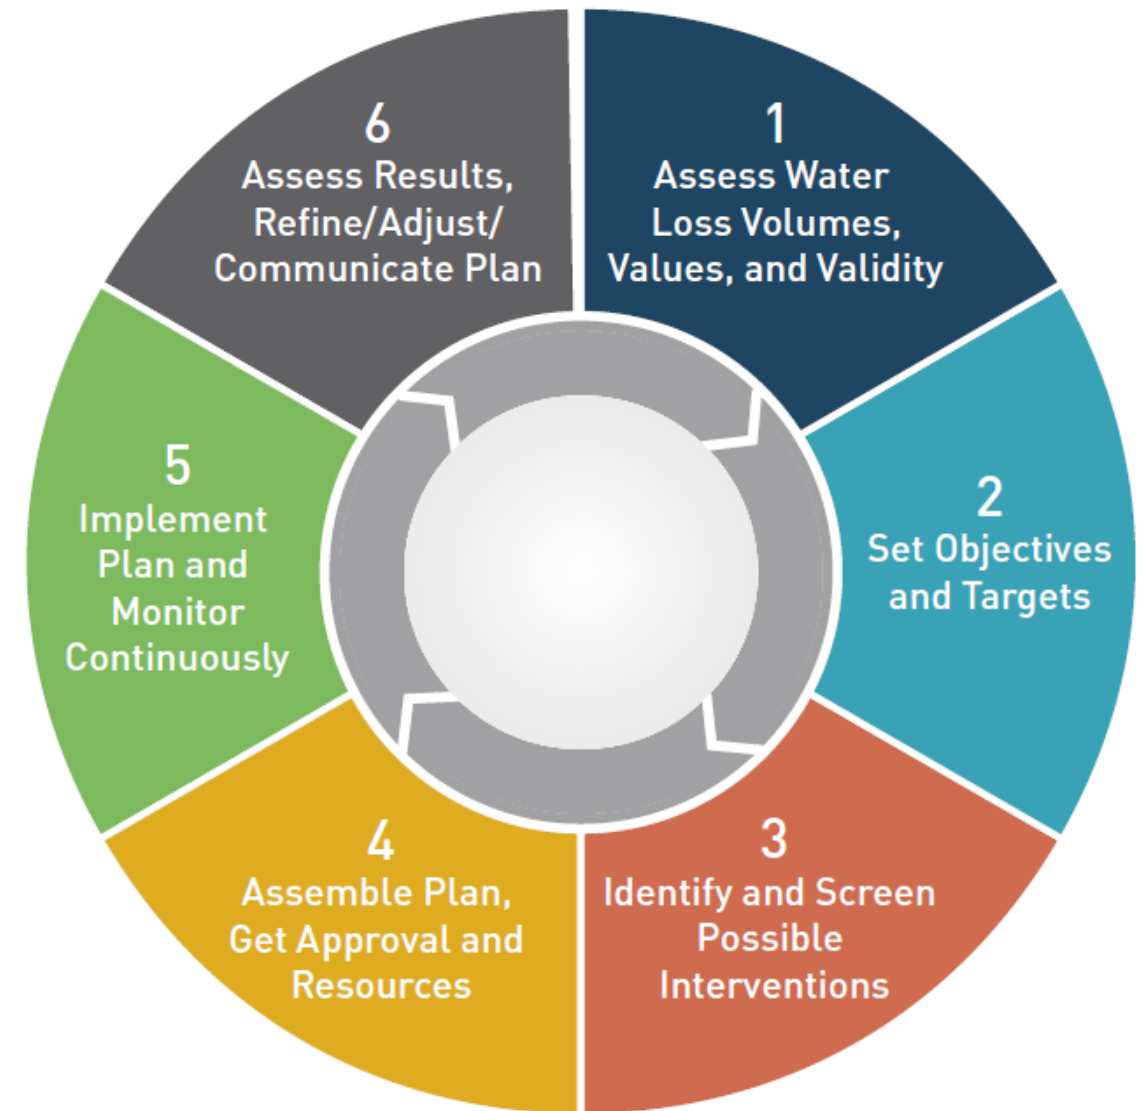 1
Assess Water
Loss Volumes,
Values, and Validity
2
Set Objectives
and Targets
3
Identify and Screen
Possible
Interventions
4
Assemble Plan,
Get Approval and
Resources
5
Implement
Plan and
Monitor
Continuously
6
Assess Results,
Refine/Adjust/
Communicate Plan